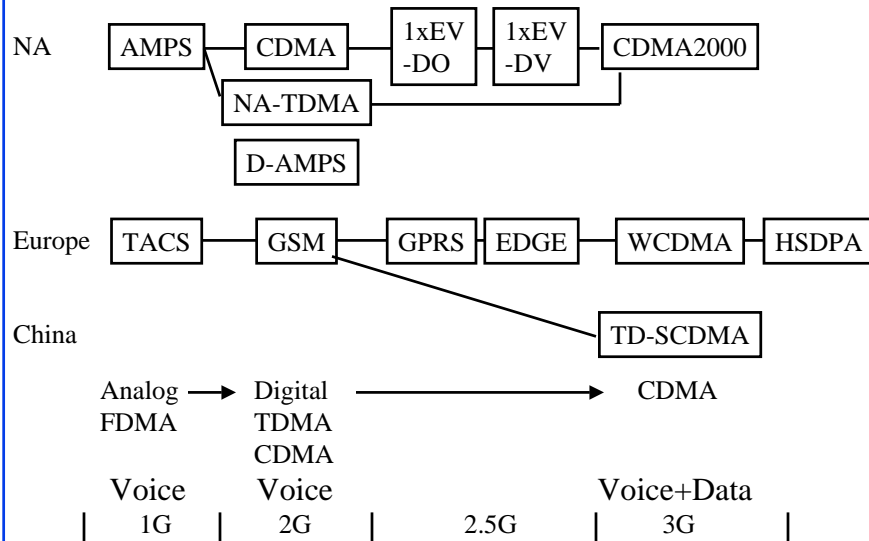 NA
AMPS
CDMA
1xEV
-DO
1xEV
-DV
CDMA2000
NA-TDMA
D-AMPS
Europe
TACS
GSM
GPRS
EDGE
WCDMA
HSDPA
China
TD-SCDMA
Analog
FDMA
Digital
TDMA
CDMA
CDMA
Voice
Voice
Voice+Data
1G
2G
2.5G
3G